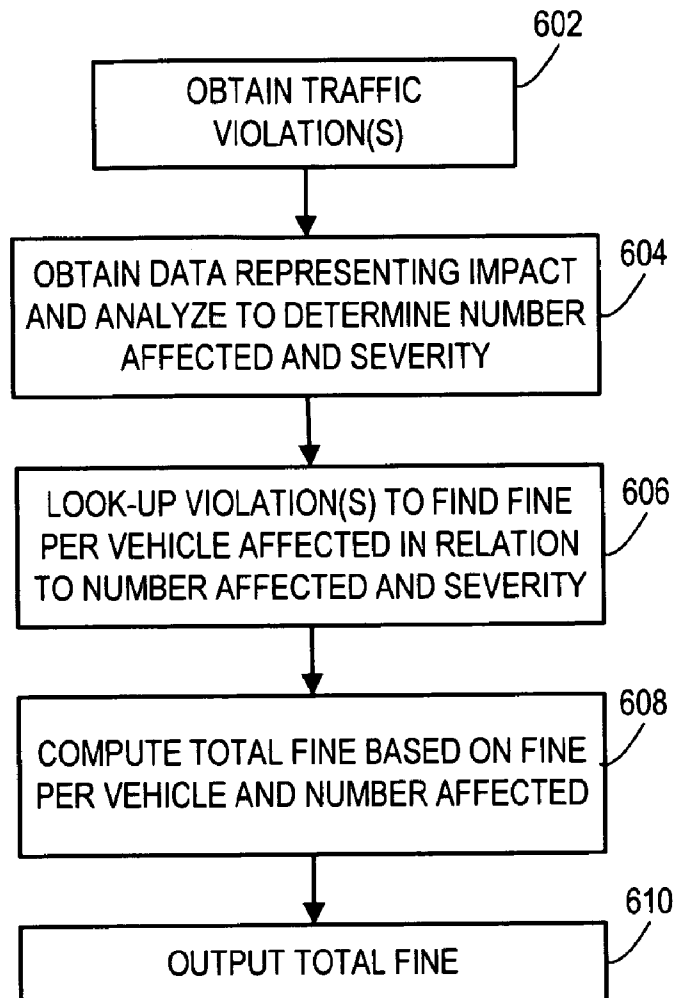 602
OBTAIN TRAFFIC
VIOLATION(S)
604
OBTAIN DATA REPRESENTING IMPACT
AND ANALYZE TO DETERMINE NUMBER
AFFECTED AND SEVERITY
606
LOOK-UP VIOLATION(S) TO FIND FINE
PER VEHICLE AFFECTED IN RELATION
TO NUMBER AFFECTED AND SEVERITY
608
COMPUTE TOTAL FINE BASED ON FINE
PER VEHICLE AND NUMBER AFFECTED
610
OUTPUT TOTAL FINE